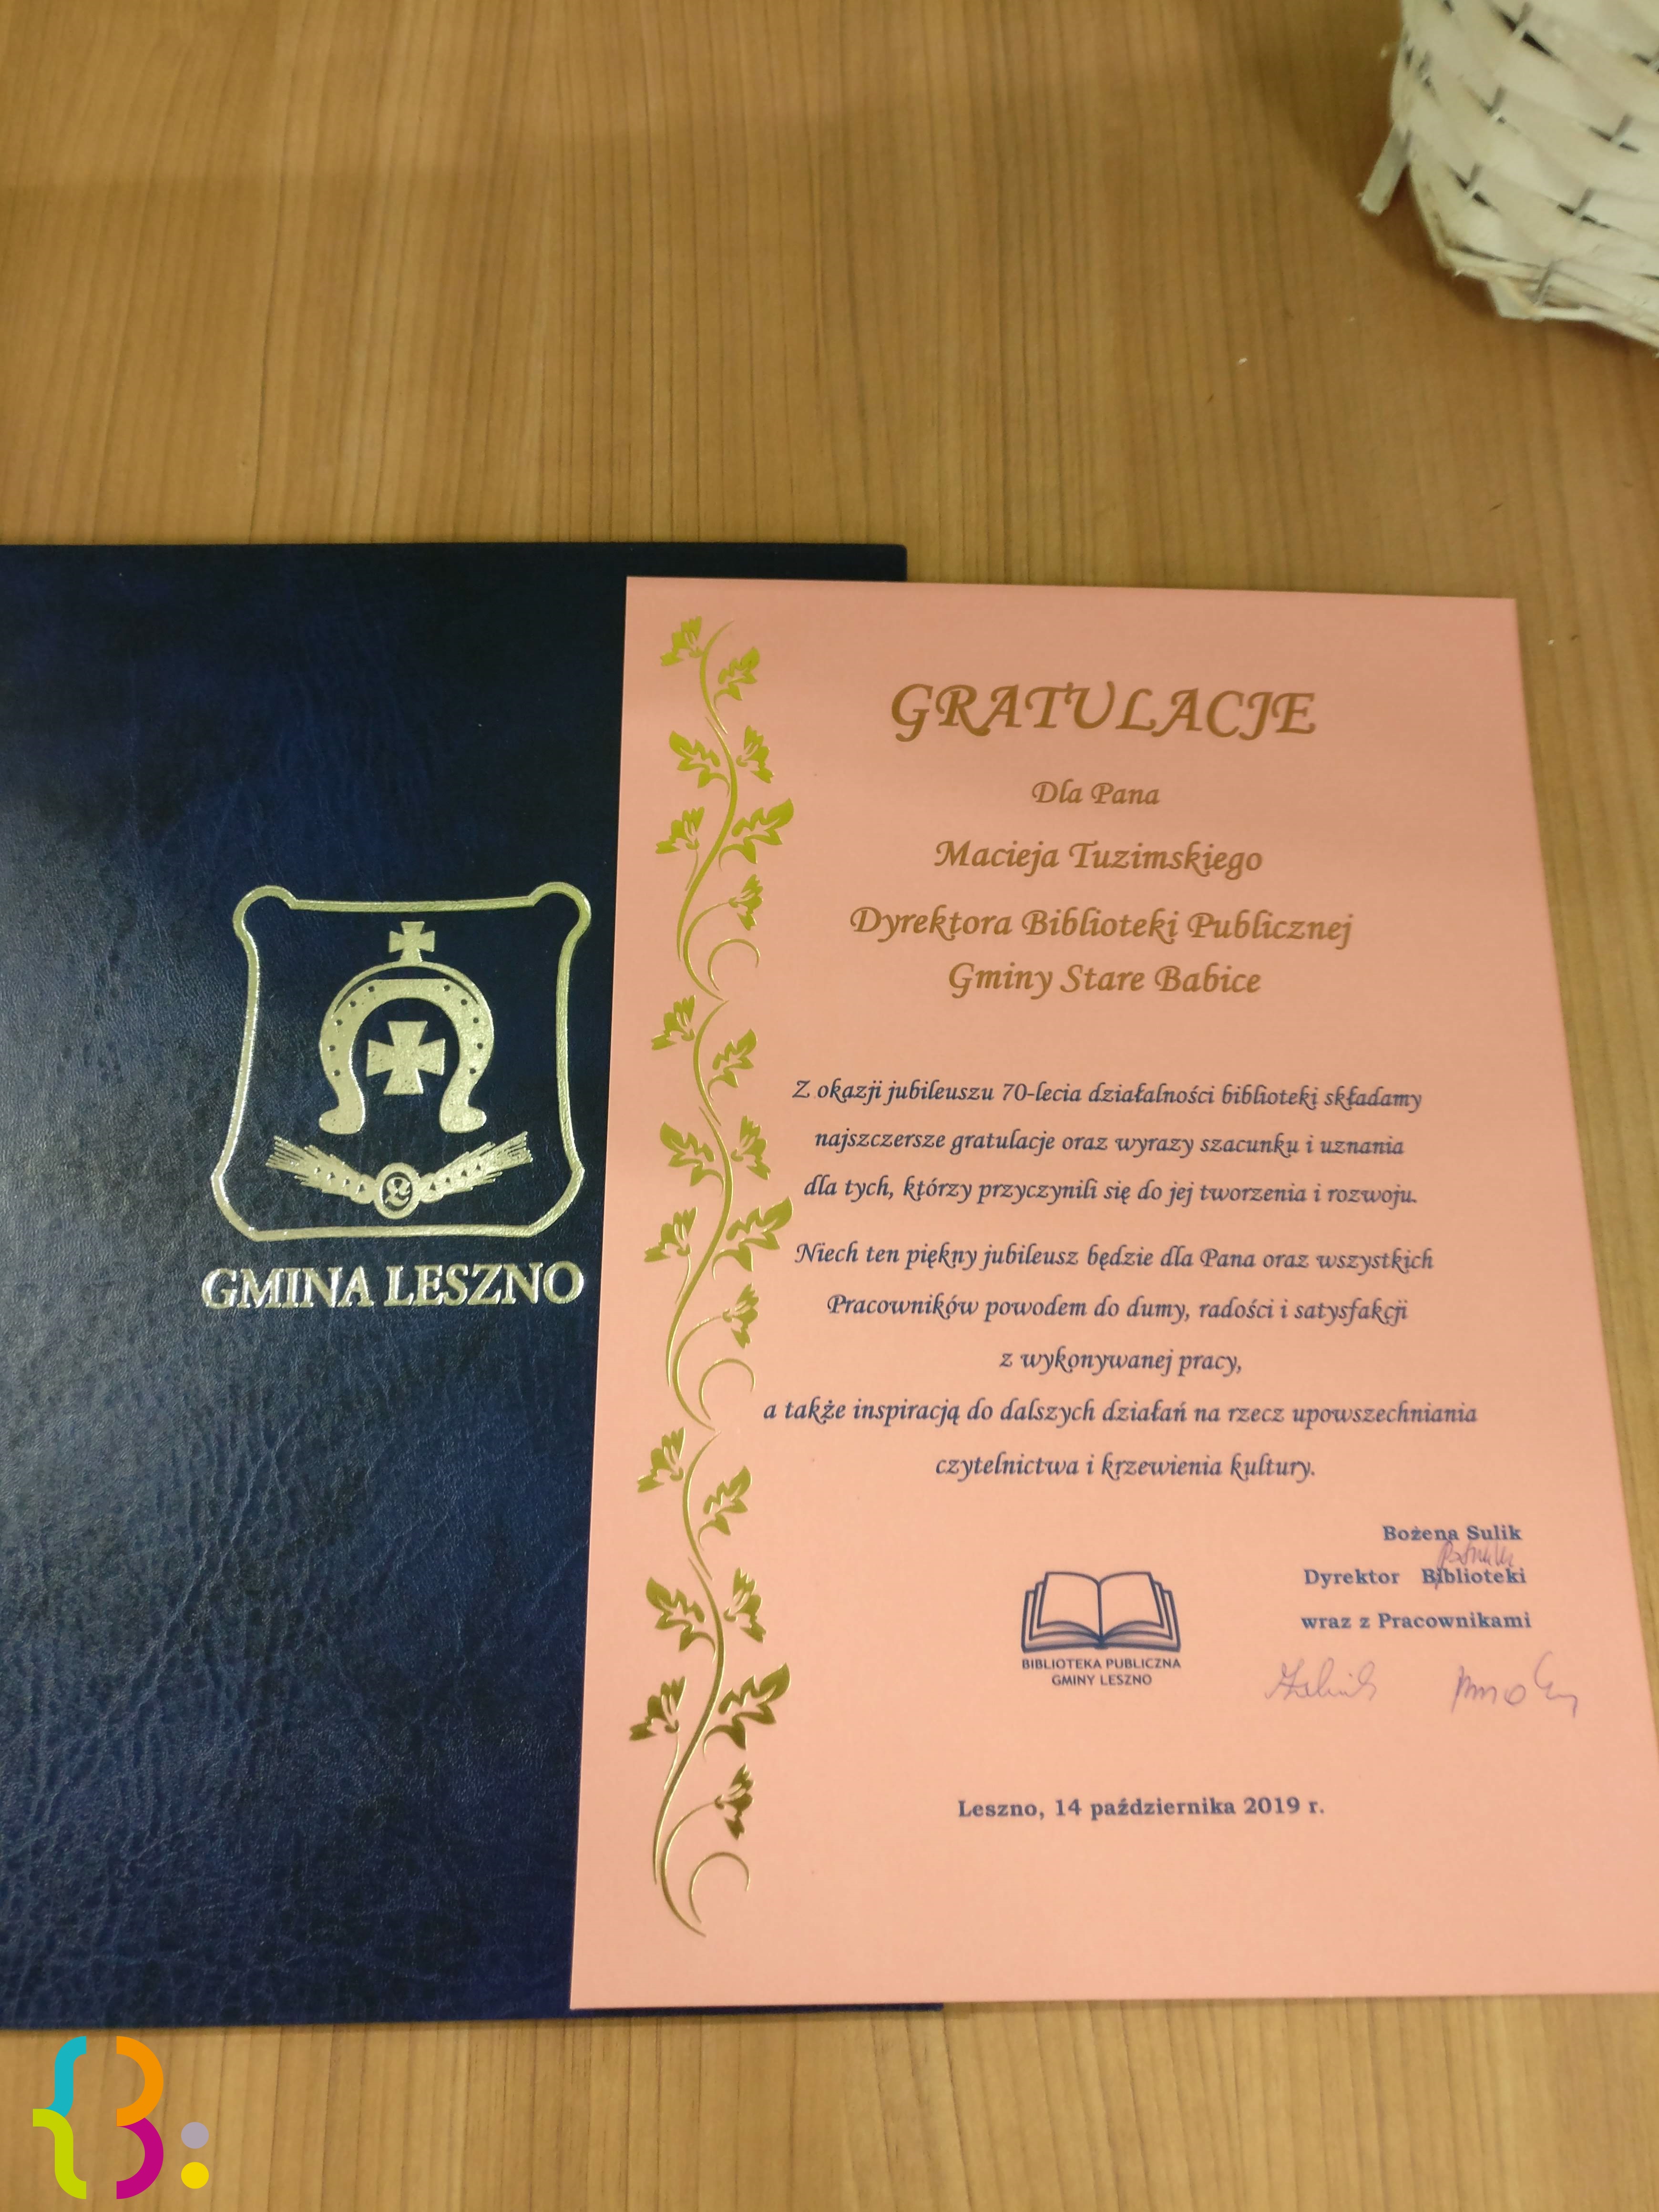 GMINA LESZNO
GRATULACJE
Dla Pana
Macieja Tuzimskiego
Dyrektora Biblioteki Publicznej
Gminy Stare Babice
Z okazji jubileuszu 70-lecia działalności biblioteki składamy
najszczersze gratulacje oraz wyrazy szacunku i uznania
dla tych, którzy przyczynili się do jej tworzenia i rozwoju.
Niech ten piękny jubileusz będzie dla Pana oraz wszystkich
Pracowników powodem do dumy, radości i satysfakcji
z wykonywanej pracy,
a także inspiracją do dalszych działań na rzecz upowszechniania
czytelnictwa i krzewienia kultury.
Bożena Sulik
Dyrektor Biblioteki
wraz z Pracownikami
BIBLIOTEKA PUBLICZNA
GMINY LESZNO
Leszno, 14 października 2019 r.